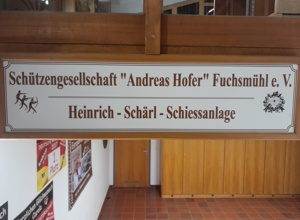 Schützengesellschaft "Andreas Hofer" Fuchsmühl e. V.
Heinrich - Schärl - Schiessanlage